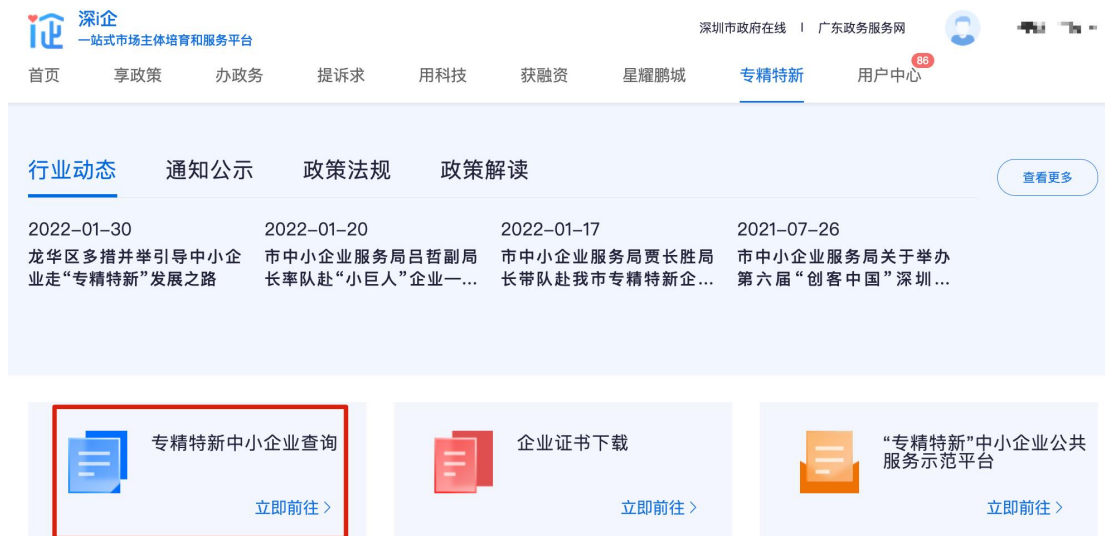 深i企
一站式市场主体培育和服务平台
深圳市政府在线 | 广东政务服务网
首页 享政策 办政务 提诉求 用科技 获融资 星耀鹏城 专精特新 用户中心 86
行业动态 通知公示 政策法规 政策解读
查看更多
2022-01-30
龙华区多措并举引导中小企
业走“专精特新”发展之路
2022-01-20
市中小企业服务局吕哲副局
长率队赴“小巨人”企业一...
2022-01-17
市中小企业服务局贾长胜局
长带队赴我市专精特新企...
2021-07-26
市中小企业服务局关于举办
第六届“创客中国”深圳...
专精特新中小企业查询
立即前往 >
企业证书下载
立即前往 >
“专精特新”中小企业公共
服务示范平台
立即前往 >